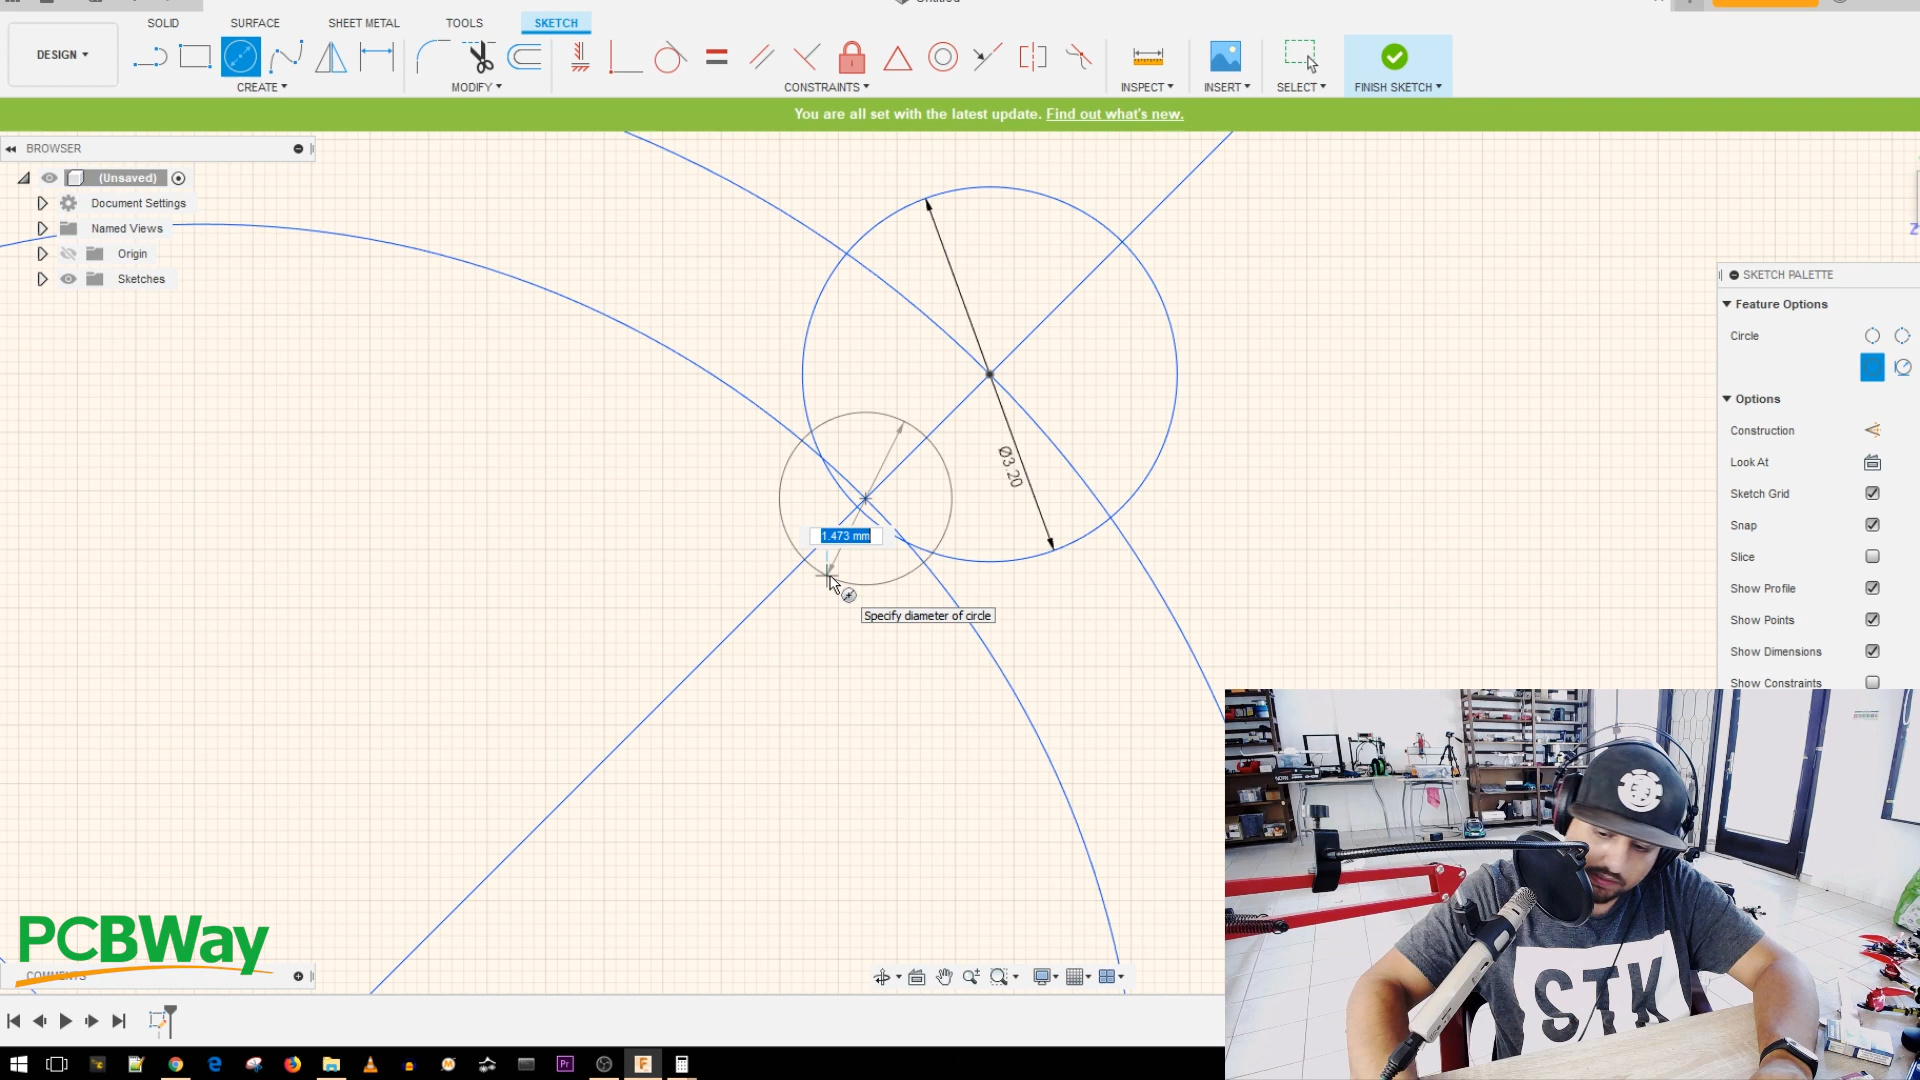 Untitled
SOLID
SURFACE
SHEET METAL
TOOLS
SKETCH
DESIGN
CREATE
MODIFY
CONSTRAINTS
INSPECT
INSERT
SELECT
FINISH SKETCH
You are all set with the latest update. Find out what's new.
BROWSER
(Unsaved)
Document Settings
Named Views
Origin
Sketches
Z
Ø3.20
1.473 mm
Specify diameter of circle
SKETCH PALETTE
Feature Options
Circle
Options
Construction
Look At
Sketch Grid
Snap
Slice
Show Profile
Show Points
Show Dimensions
Show Constraints
PCBWay
COMMENTS
STK
Pr
F